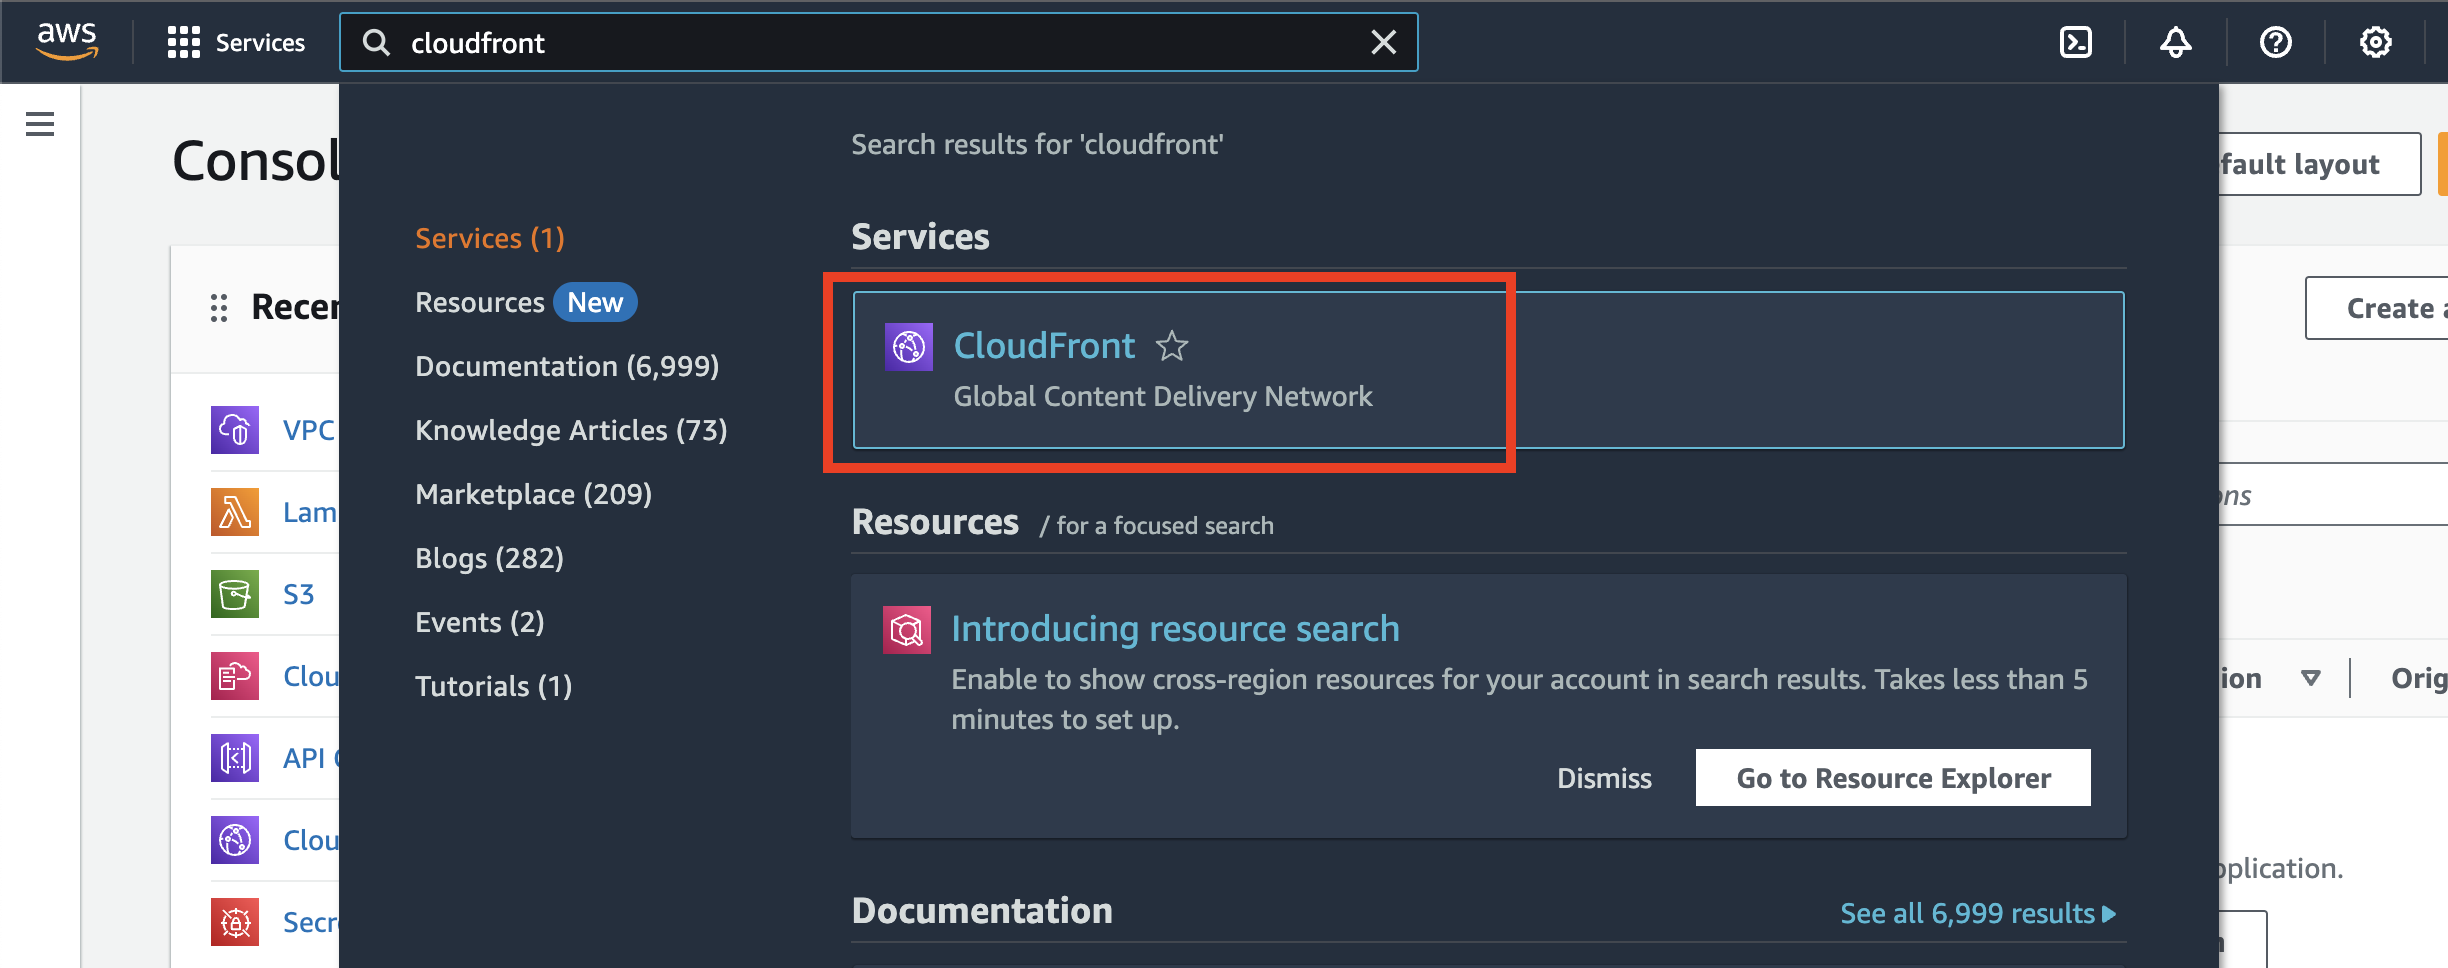 aws
Services
cloudfront
Search results for 'cloudfront'
Services (1)
Resources New
Documentation (6,999)
Knowledge Articles (73)
Marketplace (209)
Blogs (282)
Events (2)
Tutorials (1)
Services
CloudFront
Global Content Delivery Network
Resources / for a focused search
Introducing resource search
Enable to show cross-region resources for your account in search results. Takes less than 5
minutes to set up.
Dismiss
Go to Resource Explorer
Documentation
See all 6,999 results
Consol
Recen
VPC
Lam
S3
Clou
API
Clou
Secr
fault layout
Create
ons
ion
Orig
pplication.